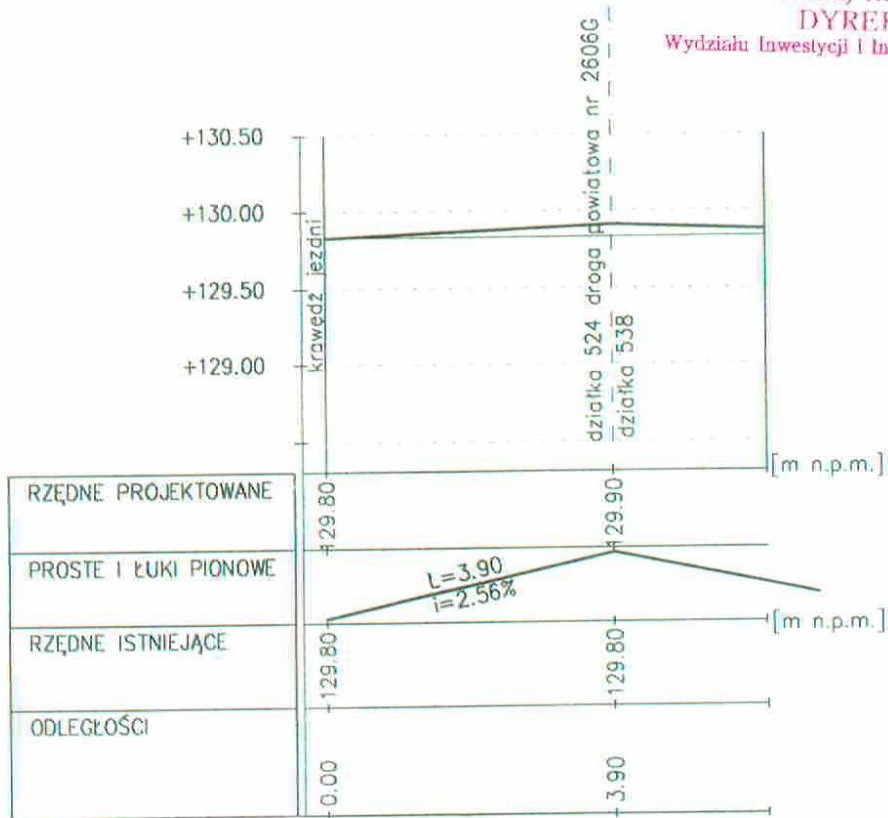 Wydziału Inwestycji i
+130.50
+130.00
+129.50
+129.00
krawędź jezdni
działka 524 droga powiatowa nr 2606G
działka 538
[m n.p.m.]
RZĘDNE PROJEKTOWANE
129.80
129.90
PROSTE I ŁUKI PIONOWE
L=3.90
i=2.56%
[m n.p.m.]
RZĘDNE ISTNIEJĄCE
129.80
129.80
ODLEGŁOŚCI
0.00
3.90